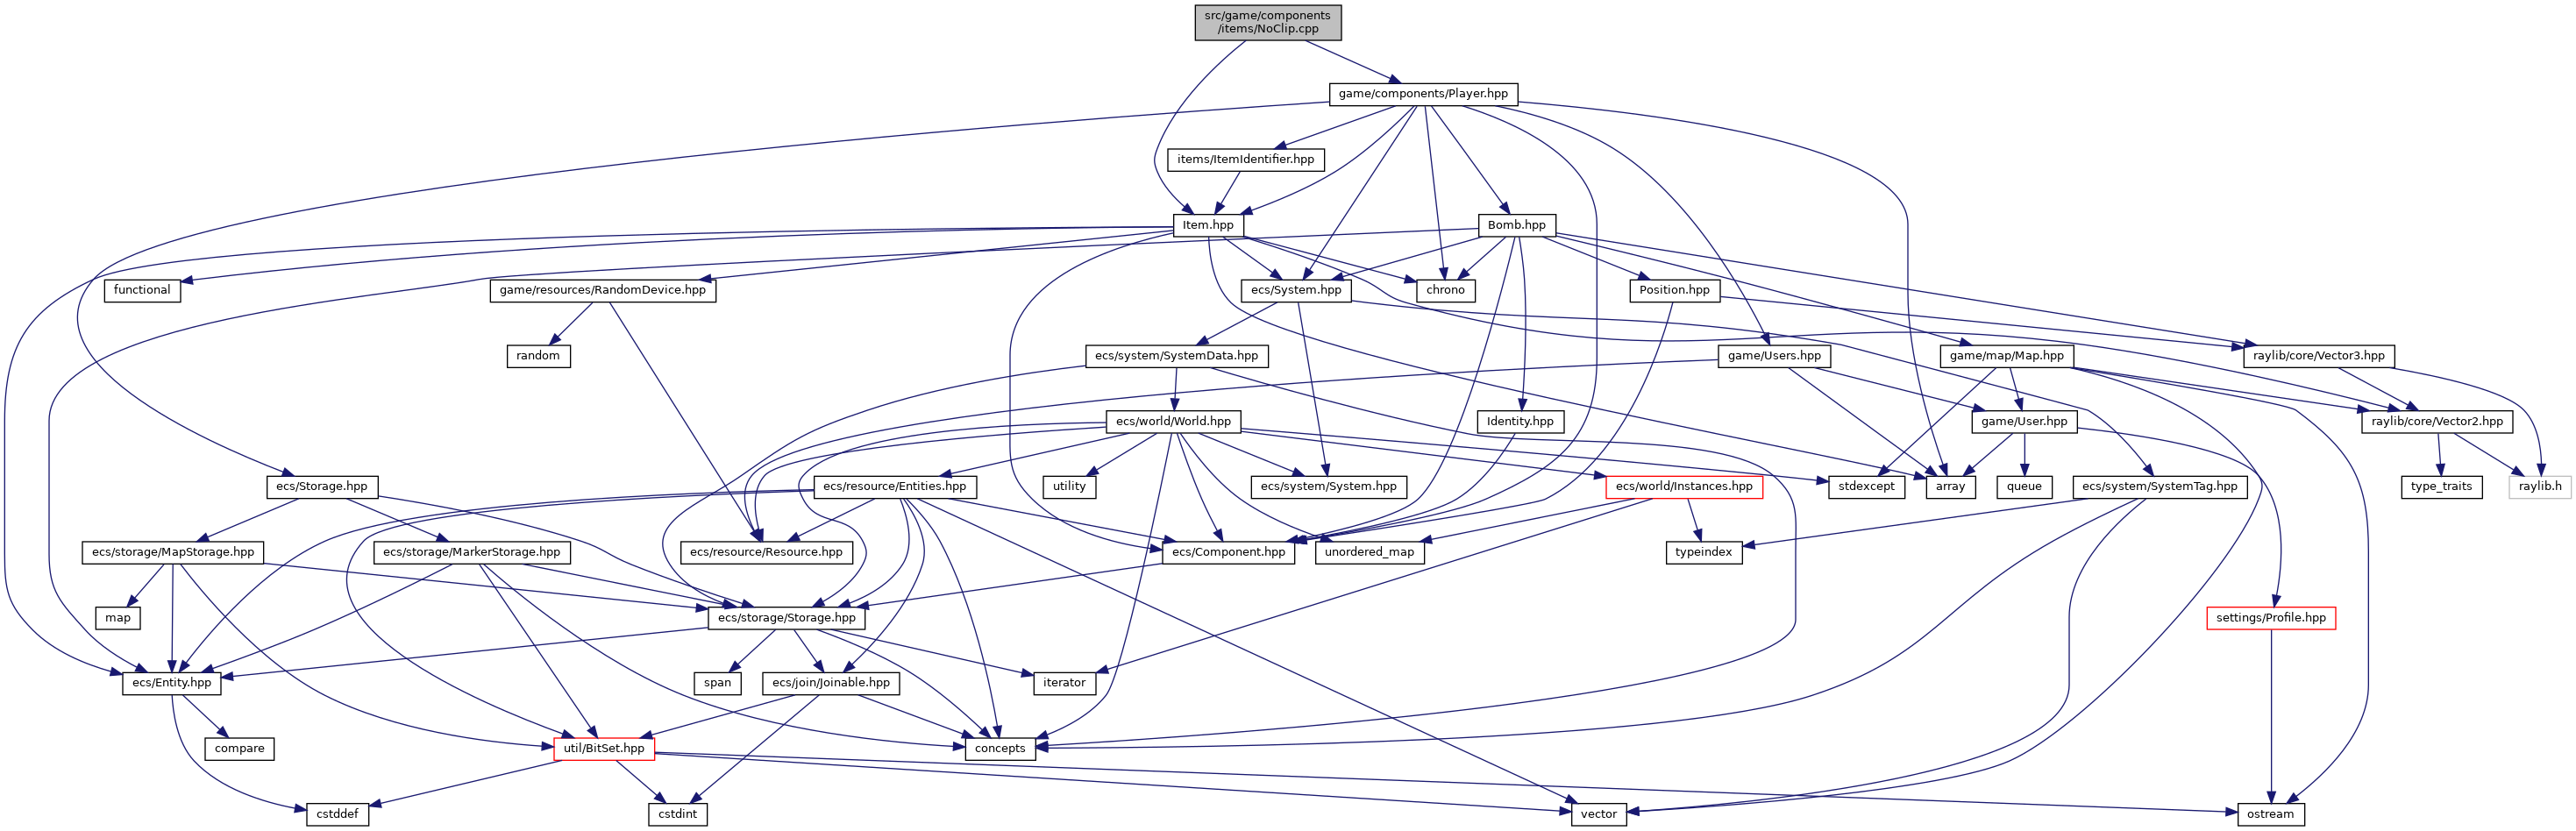 src/game/components
/items/NoClip.cpp
game/components/Player.hpp
items/ItemIdentifier.hpp
Item.hpp
Bomb.hpp
functional
game/resources/RandomDevice.hpp
ecs/System.hpp
chrono
Position.hpp
random
ecs/system/SystemData.hpp
game/Users.hpp
game/map/Map.hpp
raylib/core/Vector3.hpp
ecs/world/World.hpp
Identity.hpp
game/User.hpp
raylib/core/Vector2.hpp
ecs/Storage.hpp
ecs/resource/Entities.hpp
utility
ecs/system/System.hpp
ecs/world/Instances.hpp
stdexcept
array
queue
ecs/system/SystemTag.hpp
type_traits
raylib.h
ecs/storage/MapStorage.hpp
ecs/storage/MarkerStorage.hpp
ecs/resource/Resource.hpp
ecs/Component.hpp
unordered_map
typeindex
map
ecs/storage/Storage.hpp
settings/Profile.hpp
ecs/Entity.hpp
span
ecs/join/Joinable.hpp
iterator
compare
util/BitSet.hpp
concepts
cstddef
cstdint
vector
ostream